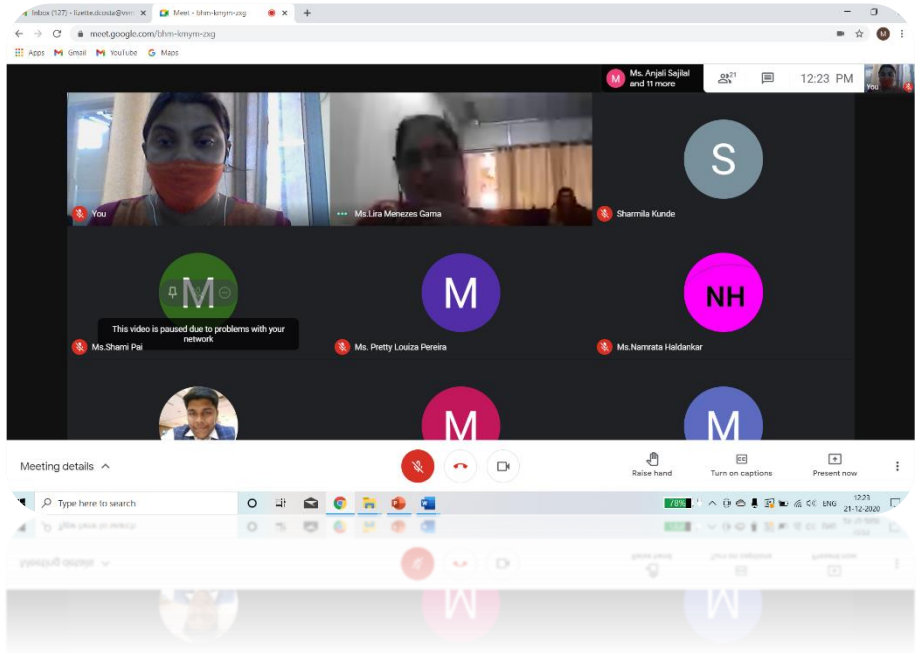 Inbox (127) - lizette.dcosta@vvm
Meet - bhm-kmym-zxg
meet.google.com/bhm-kmym-zxg
M
Apps
Gmail
YouTube
Maps
M
Ms. Anjali Sajilal
and 11 more
21
12:23 PM
You
You
Ms.Lira Menezes Gama
S
Sharmila Kunde
M
This video is paused due to problems with your
network
Ms.Shami Pai
M
Ms. Pretty Louiza Pereira
NH
Ms.Namrata Haldankar
M
M
Meeting details
Raise hand
Turn on captions
Present now
Type here to search
78%
ENG
12:23
21-12-2020